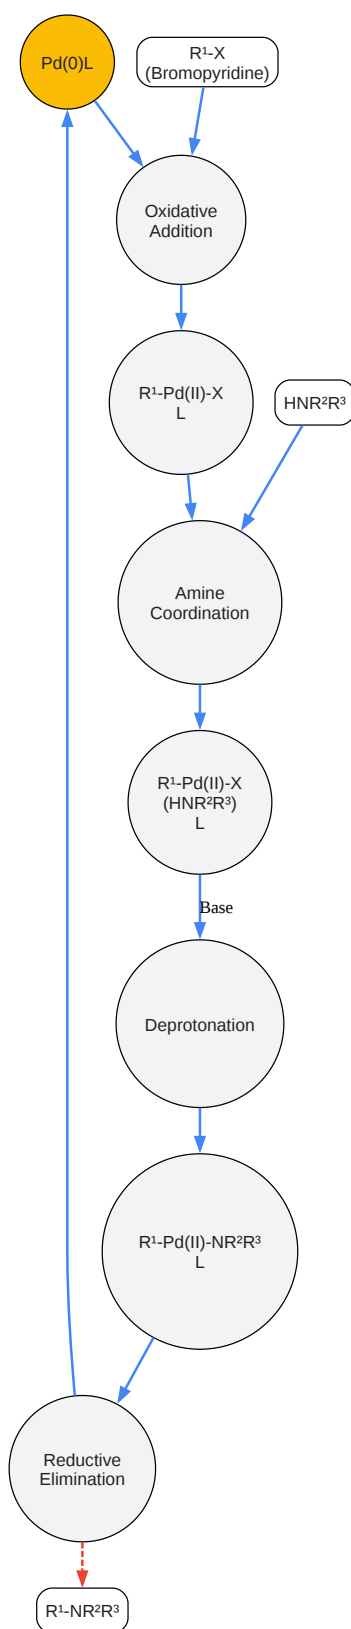 Pd(0)L
R¹-X
(Bromopyridine)
Oxidative
Addition
R¹-Pd(II)-X
L
HNR²R³
Amine
Coordination
R¹-Pd(II)-X
(HNR²R³)
L
Base
Deprotonation
R¹-Pd(II)-NR²R³
L
Reductive
Elimination
R¹-NR²R³